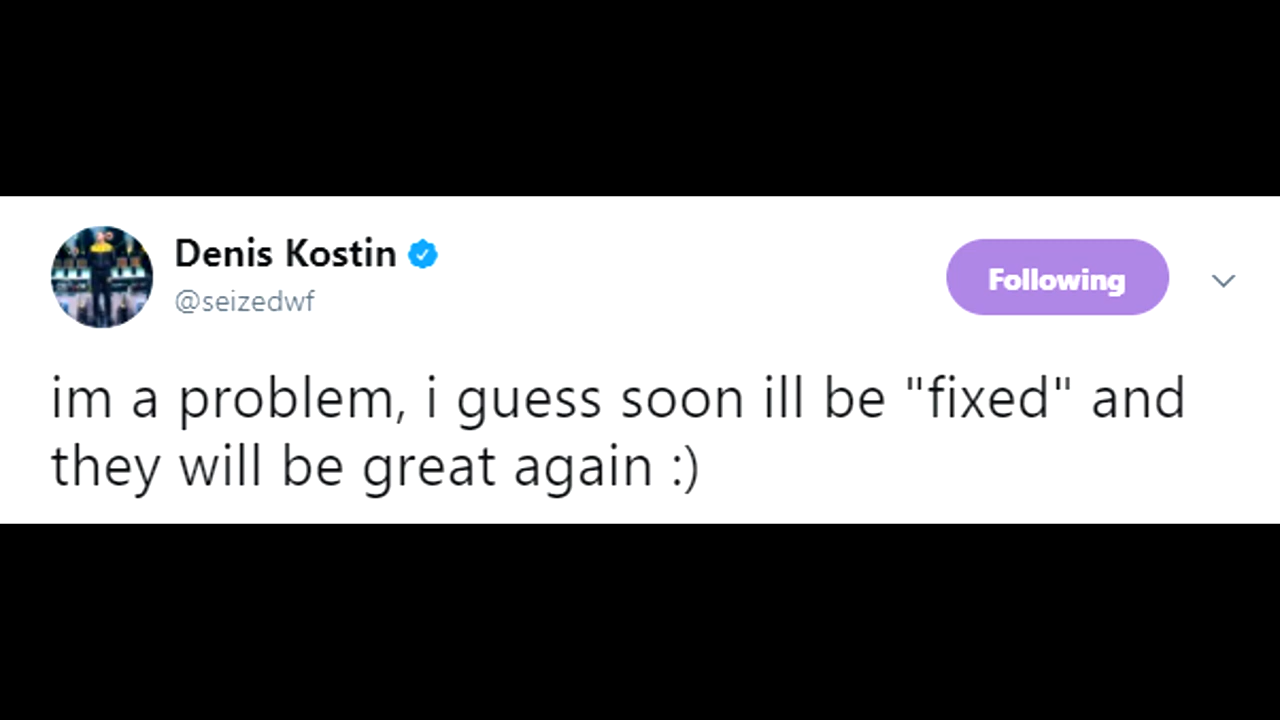 Denis Kostin
@seizedwf
Following
im a problem, i guess soon ill be "fixed" and
they will be great again :)